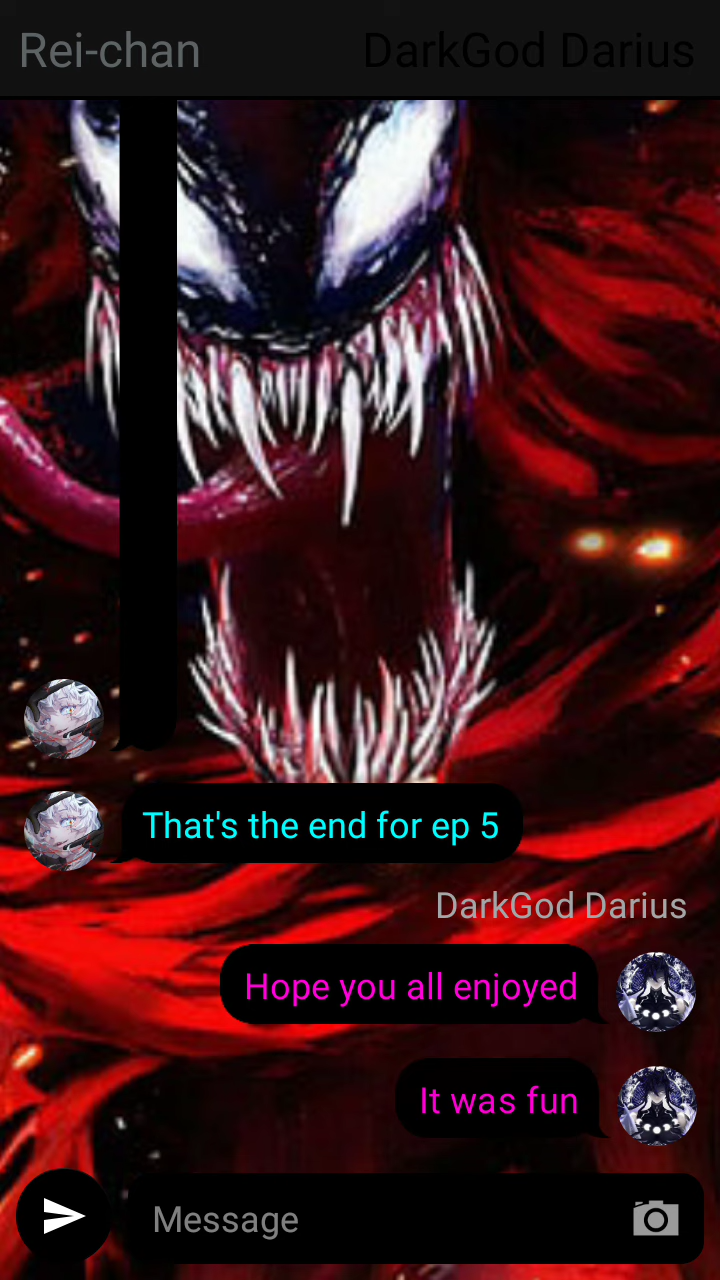 Rei-chan
DarkGod Darius
That's the end for ep 5
DarkGod Darius
Hope you all enjoyed
It was fun
Message